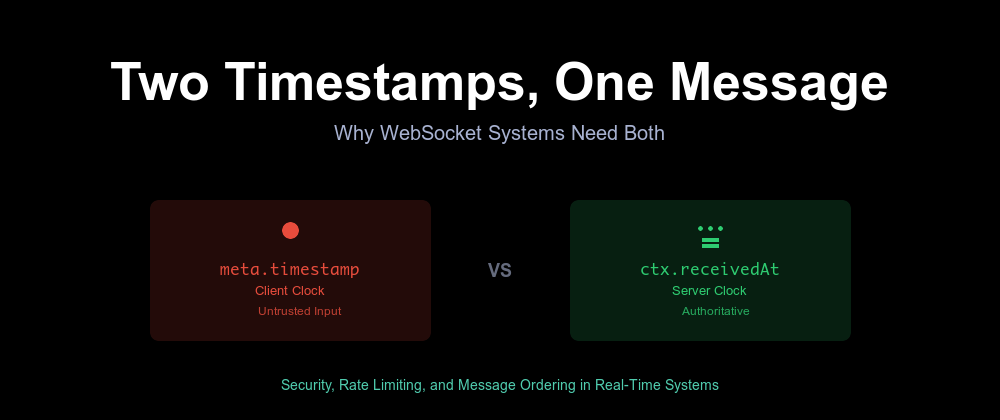 Two Timestamps, One Message
Why WebSocket Systems Need Both
meta.timestamp
Client Clock
Untrusted Input
VS
ctx.receivedAt
Server Clock
Authoritative
Security, Rate Limiting, and Message Ordering in Real-Time Systems